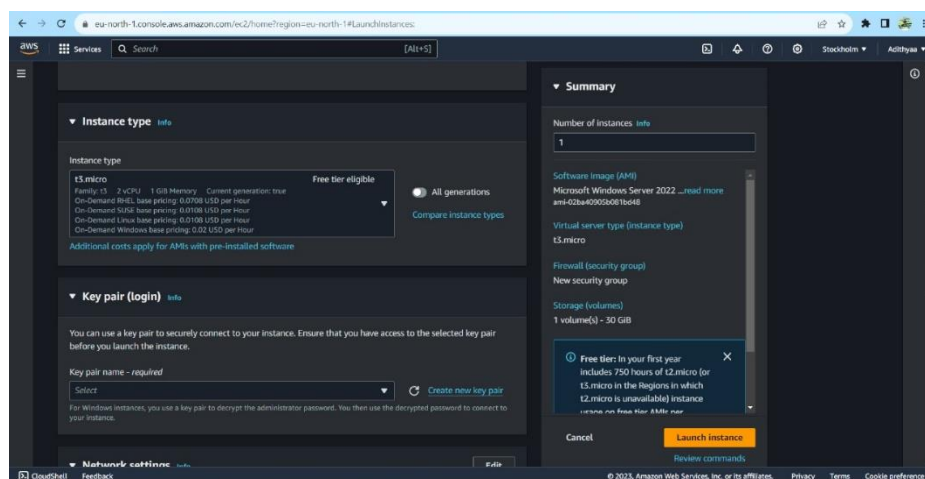 eu-north-1.console.aws.amazon.com/ec2/home?region=eu-north-1#LaunchInstances:
aws Services Search [Alt+S] Stockholm Adithyaa
Instance type Info
Instance type
t3.micro Free tier eligible
Family: t3 2 vCPU 1 GiB Memory Current generation: true
On-Demand RHEL base pricing: 0.0708 USD per Hour
On-Demand SUSE base pricing: 0.0108 USD per Hour
On-Demand Linux base pricing: 0.0108 USD per Hour
On-Demand Windows base pricing: 0.02 USD per Hour
All generations
Compare instance types
Additional costs apply for AMIs with pre-installed software
Key pair (login) Info
You can use a key pair to securely connect to your instance. Ensure that you have access to the selected key pair
before you launch the instance.
Key pair name - required
Select
Create new key pair
For Windows instances, you use a key pair to decrypt the administrator password. You then use the decrypted password to connect to
your instance.
Network settings Info
Edit
Summary
Number of instances Info
1
Software Image (AMI)
Microsoft Windows Server 2022 ...read more
ami-02ba40905b081bd48
Virtual server type (instance type)
t3.micro
Firewall (security group)
New security group
Storage (volumes)
1 volume(s) - 30 GiB
Free tier: In your first year
includes 750 hours of t2.micro (or
t3.micro in the Regions in which
t2.micro is unavailable) instance
usage on free tier AMIs per
Cancel
Launch instance
Review commands
CloudShell Feedback © 2023, Amazon Web Services, Inc. or its affiliates. Privacy Terms Cookie preference